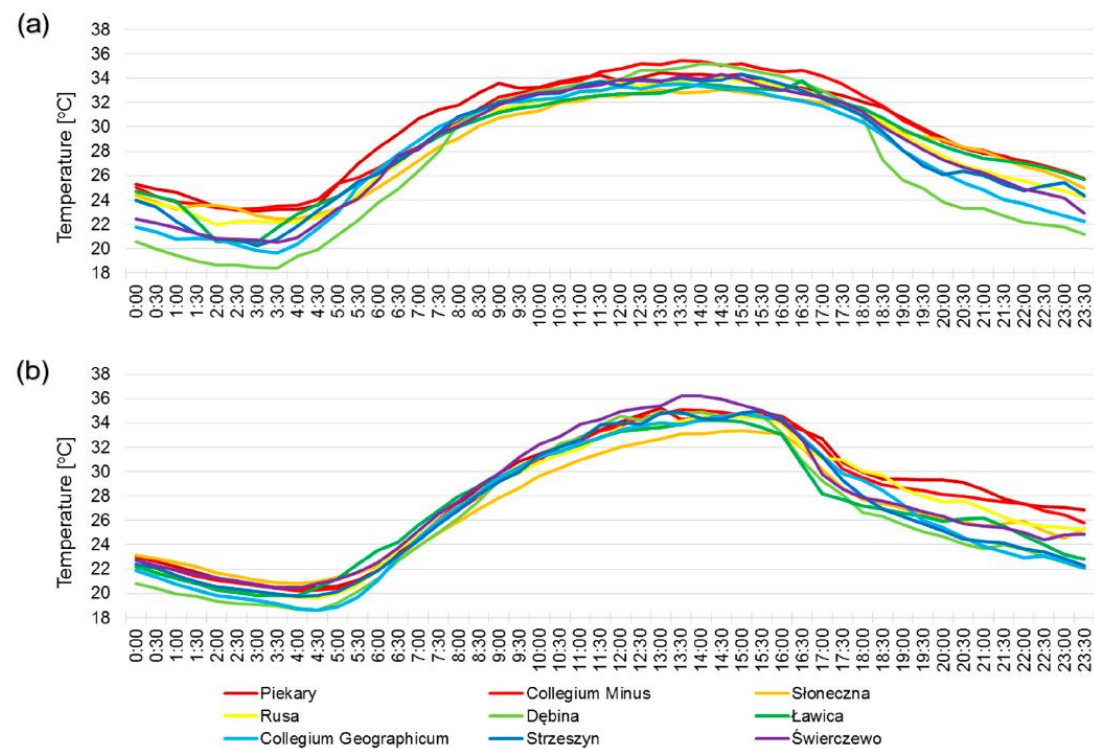 (a)
Temperature [°C]
38
36
34
32
30
28
26
24
22
20
18
0:00 0:30 1:00 1:30 2:00 2:30 3:00 3:30 4:00 4:30 5:00 5:30 6:00 6:30 7:00 7:30 8:00 8:30 9:00 9:30 10:00 10:30 11:00 11:30 12:00 12:30 13:00 13:30 14:00 14:30 15:00 15:30 16:00 16:30 17:00 17:30 18:00 18:30 19:00 19:30 20:00 20:30 21:00 21:30 22:00 22:30 23:00 23:30
(b)
Temperature [°C]
38
36
34
32
30
28
26
24
22
20
18
0:00 0:30 1:00 1:30 2:00 2:30 3:00 3:30 4:00 4:30 5:00 5:30 6:00 6:30 7:00 7:30 8:00 8:30 9:00 9:30 10:00 10:30 11:00 11:30 12:00 12:30 13:00 13:30 14:00 14:30 15:00 15:30 16:00 16:30 17:00 17:30 18:00 18:30 19:00 19:30 20:00 20:30 21:00 21:30 22:00 22:30 23:00 23:30
Piekary Collegium Minus Słoneczna
Rusa Dębina Ławica
Collegium Geographicum Strzeszyn Świerczewo